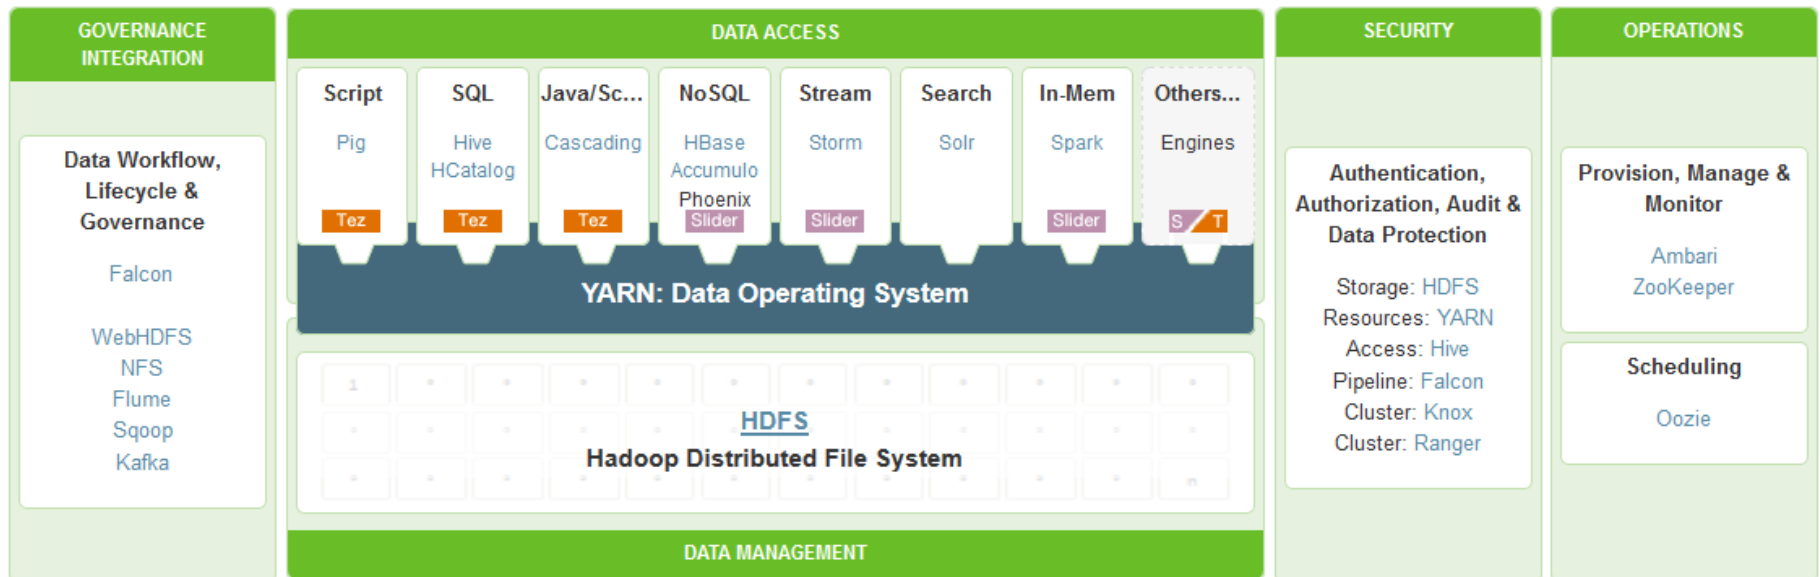 GOVERNANCE
INTEGRATION
Data Workflow,
Lifecycle &
Governance
Falcon
WebHDFS
NFS
Flume
Sqoop
Kafka
DATA ACCESS
Script
Pig
Tez
SQL
Hive
HCatalog
Tez
Java/Sc...
Cascading
Tez
NoSQL
HBase
Accumulo
Phoenix
Slider
Stream
Storm
Slider
Search
Solr
In-Mem
Spark
Slider
Others...
Engines
S T
YARN: Data Operating System
1
HDFS
Hadoop Distributed File System
n
DATA MANAGEMENT
SECURITY
Authentication,
Authorization, Audit &
Data Protection
Storage: HDFS
Resources: YARN
Access: Hive
Pipeline: Falcon
Cluster: Knox
Cluster: Ranger
OPERATIONS
Provision, Manage &
Monitor
Ambari
ZooKeeper
Scheduling
Oozie